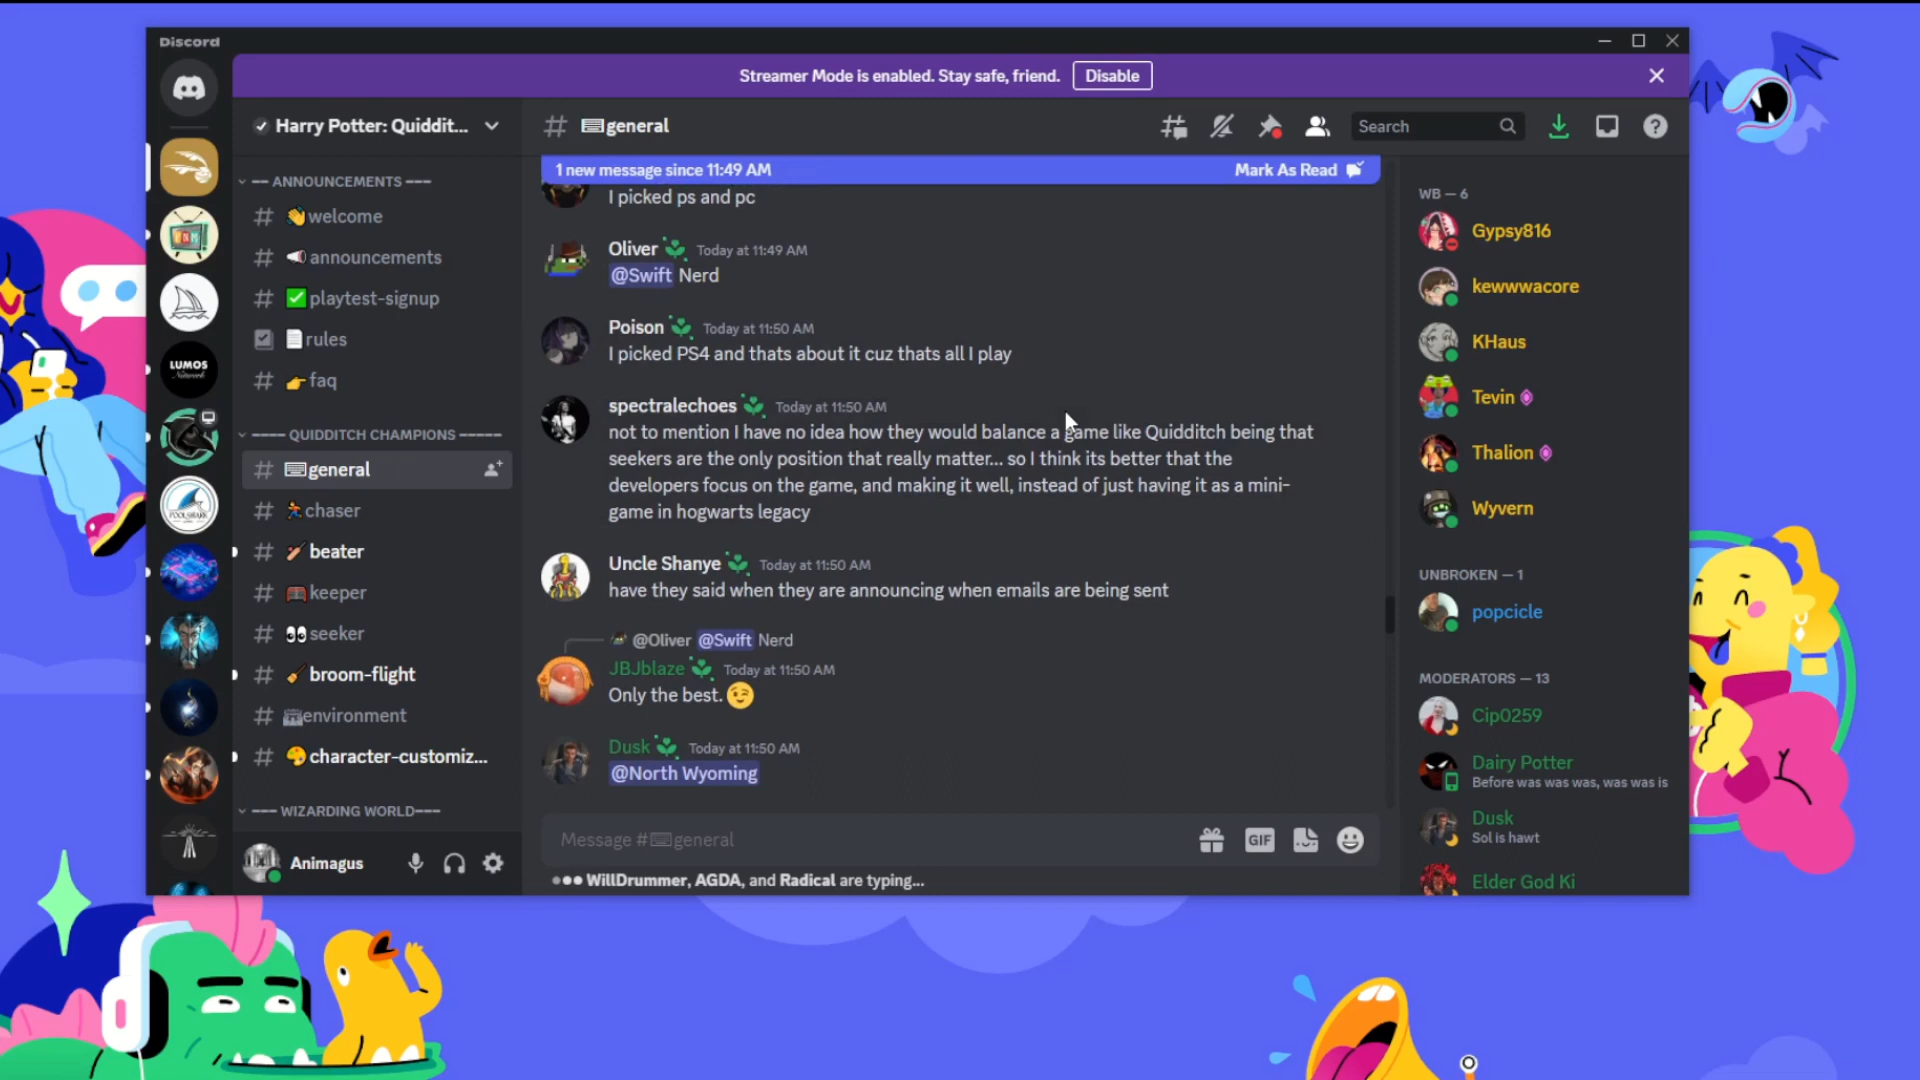 Discord
Streamer Mode is enabled. Stay safe, friend.
Disable
Harry Potter: Quiddit...
general
Search
1 new message since 11:49 AM
Mark As Read
ANNOUNCEMENTS
welcome
announcements
playtest-signup
rules
faq
QUIDDITCH CHAMPIONS
general
chaser
beater
keeper
seeker
broom-flight
environment
character-customiz...
WIZARDING WORLD
LUMOS
Network
POOLSHARK
Animagus
I picked ps and pc
Oliver Today at 11:49 AM
@Swift Nerd
Poison Today at 11:50 AM
I picked PS4 and thats about it cuz thats all I play
spectralechoes Today at 11:50 AM
not to mention I have no idea how they would balance a game like Quidditch being that
seekers are the only position that really matter... so I think its better that the
developers focus on the game, and making it well, instead of just having it as a mini-
game in hogwarts legacy
Uncle Shanye Today at 11:50 AM
have they said when they are announcing when emails are being sent
@Oliver @Swift Nerd
JBJblaze Today at 11:50 AM
Only the best.
Dusk Today at 11:50 AM
@North Wyoming
Message #general
GIF
WillDrummer, AGDA, and Radical are typing...
WB — 6
Gypsy816
kewwwacore
KHaus
Tevin
Thalion
Wyvern
UNBROKEN — 1
popcicle
MODERATORS — 13
Cip0259
Dairy Potter
Before was was was, was was is
Dusk
Sol is hawt
Elder God Ki